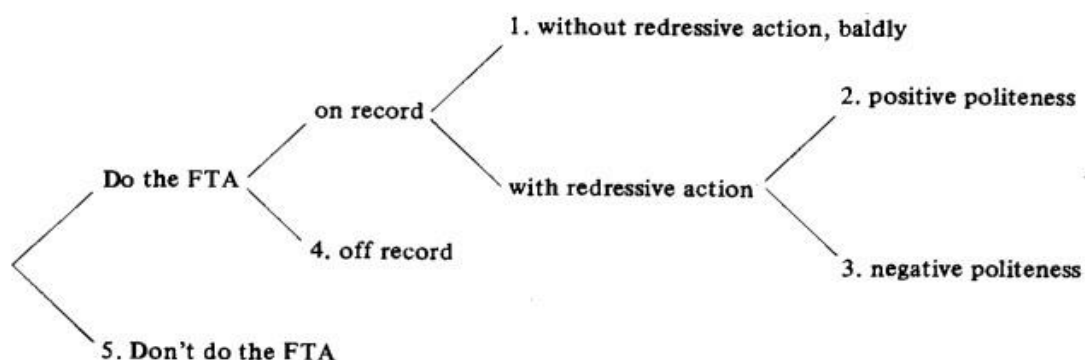 1. without redressive action, baldly
on record
2. positive politeness
Do the FTA
with redressive action
4. off record
3. negative politeness
5. Don't do the FTA